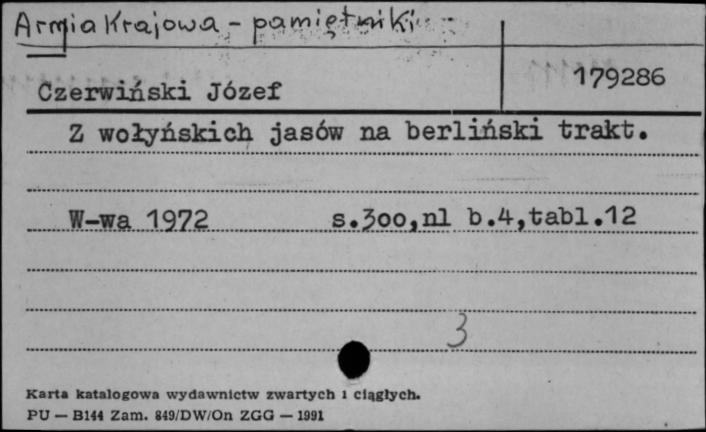 Armia Krajowa - pamiętniki -
Czerwiński Józef
179286
Z wołyńskich jasów na berliński trakt.
W-wa 1972 s.300,nl b.4,tabl.12
3
Karta katalogowa wydawnictw zwartych i ciągłych.
PU — B144 Zam. 849/DW/On ZGG — 1991